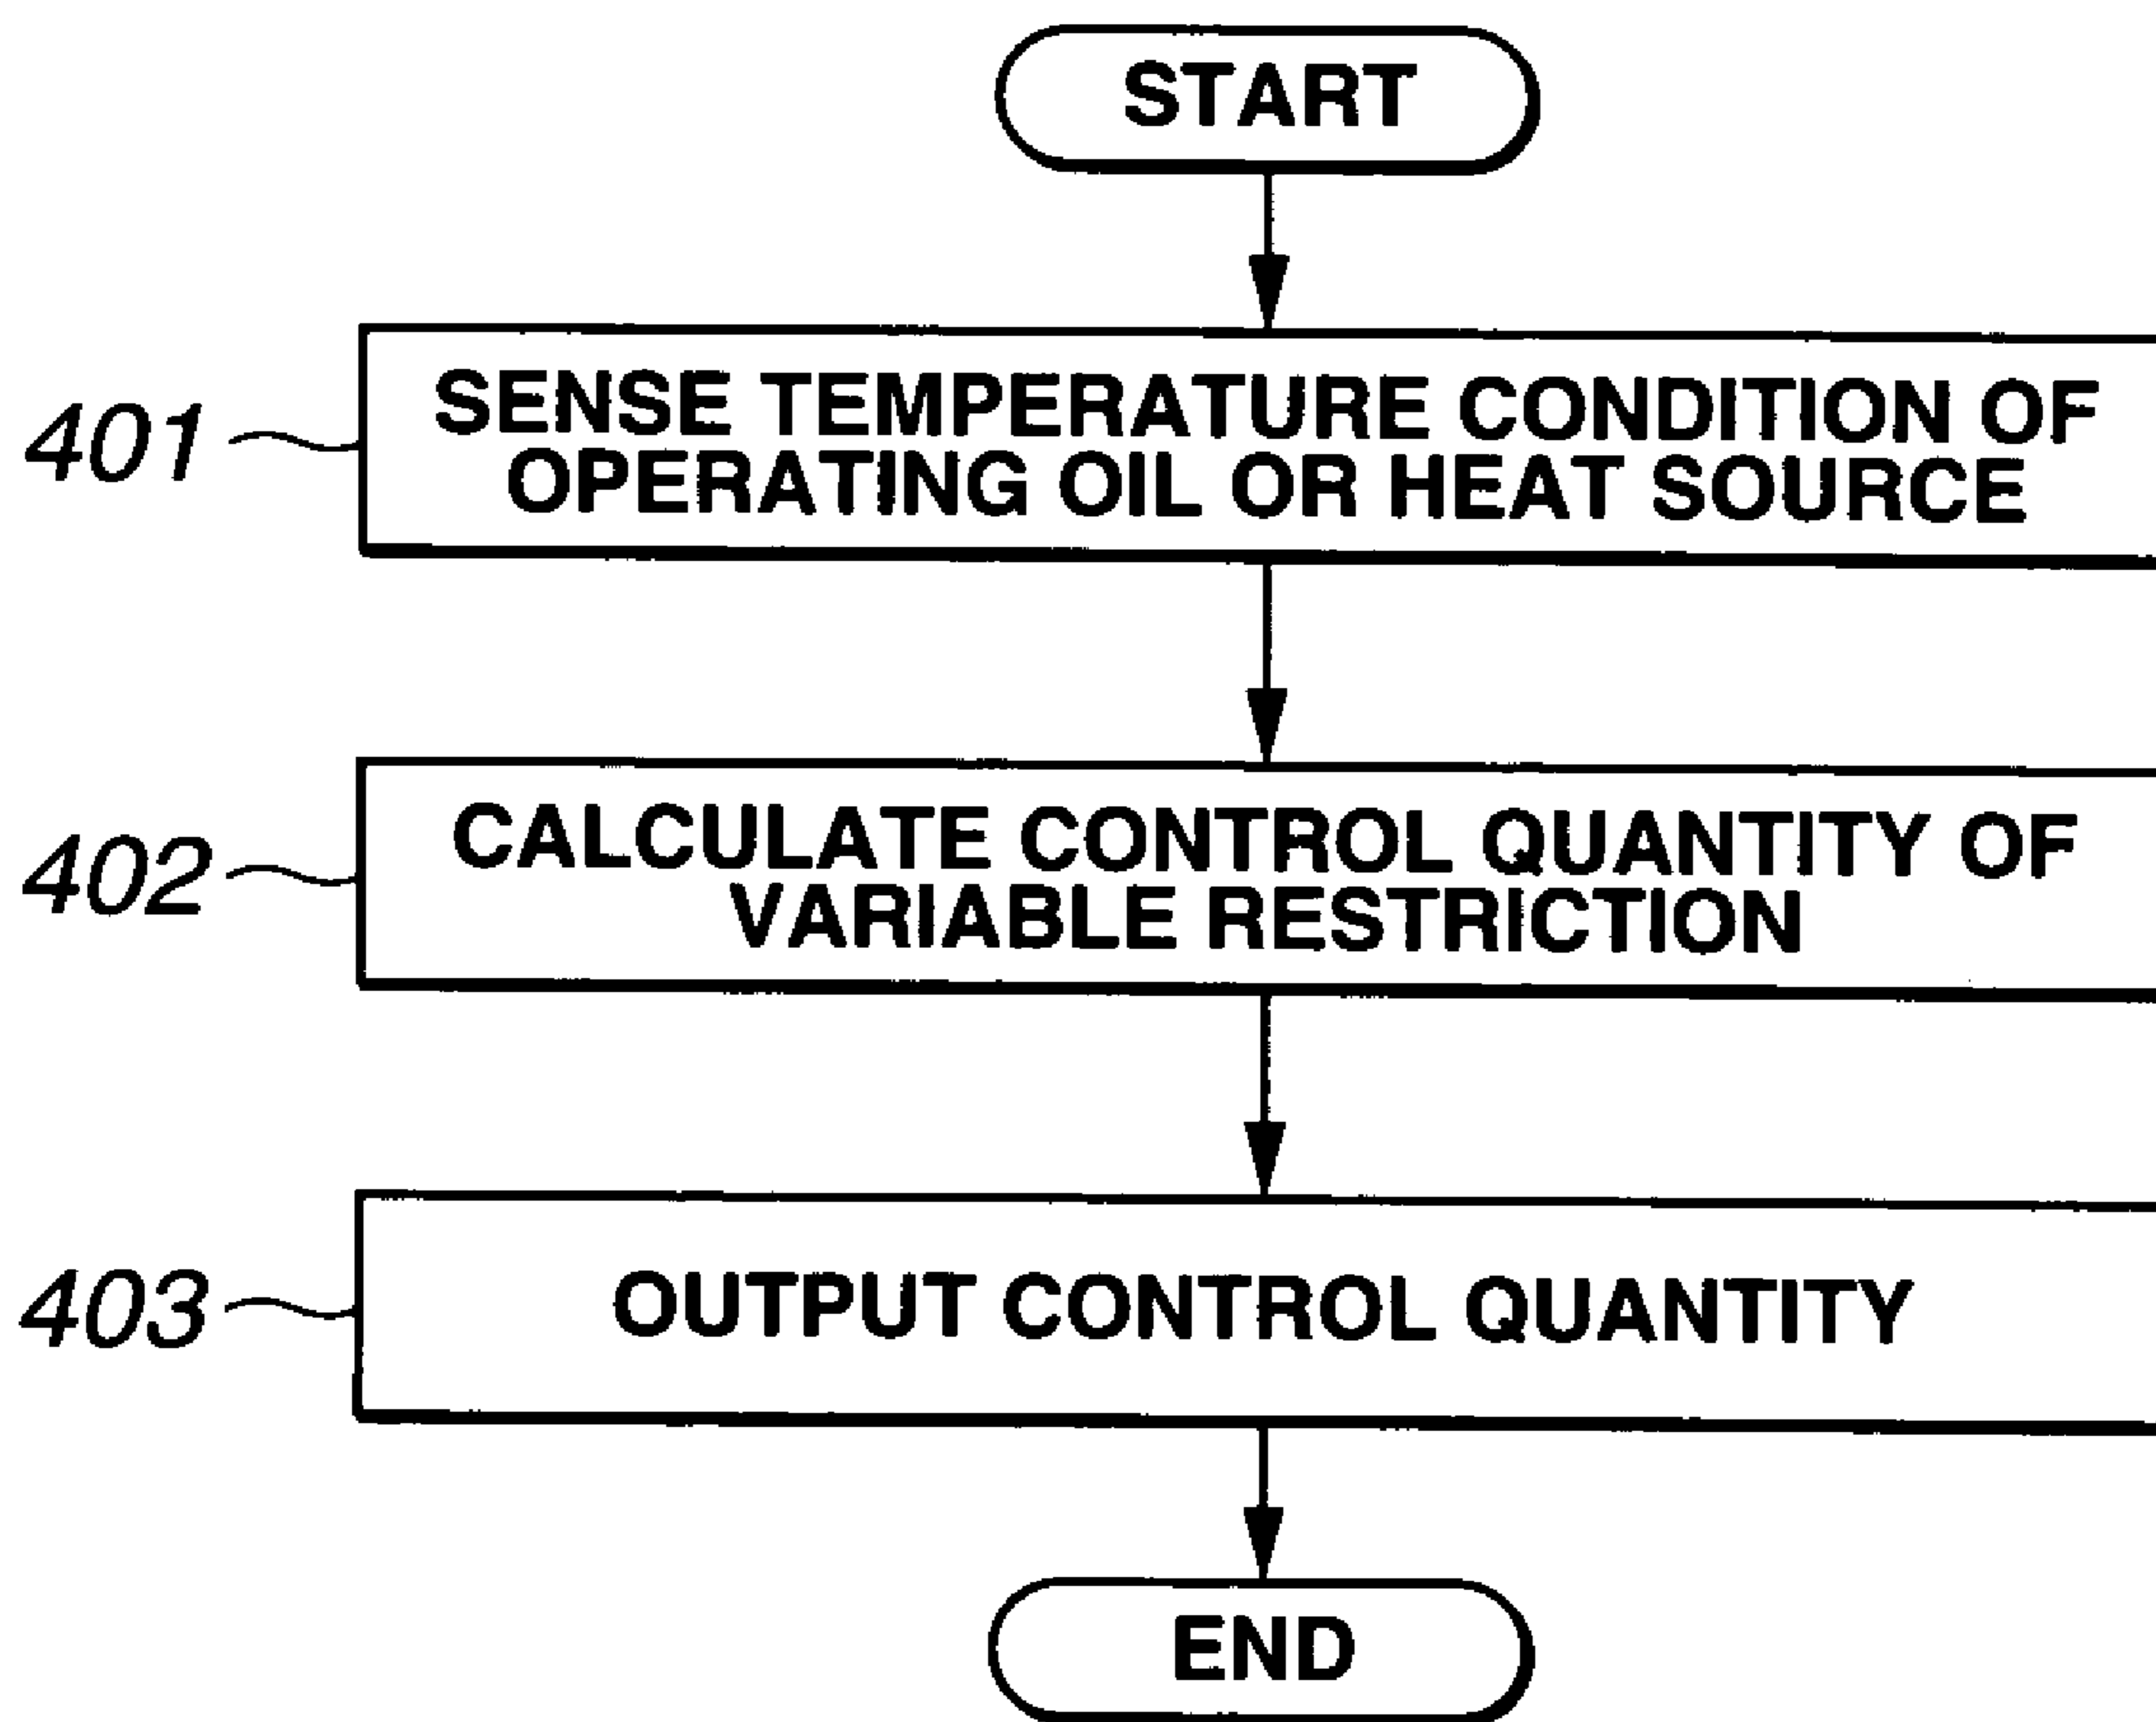 START
401
SENSE TEMPERATURE CONDITION OF
OPERATING OIL OR HEAT SOURCE
402
CALCULATE CONTROL QUANTITY OF
VARIABLE RESTRICTION
403
OUTPUT CONTROL QUANTITY
END